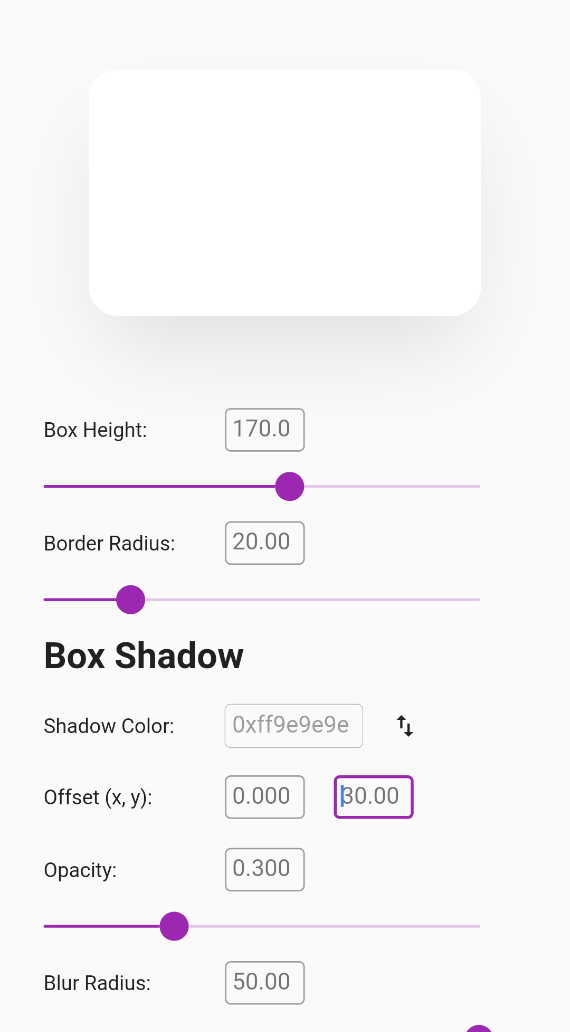 Box Height: 170.0
Border Radius: 20.00
Box Shadow
Shadow Color: 0xff9e9e9e
Offset (x, y): 0.000 30.00
Opacity: 0.300
Blur Radius: 50.00